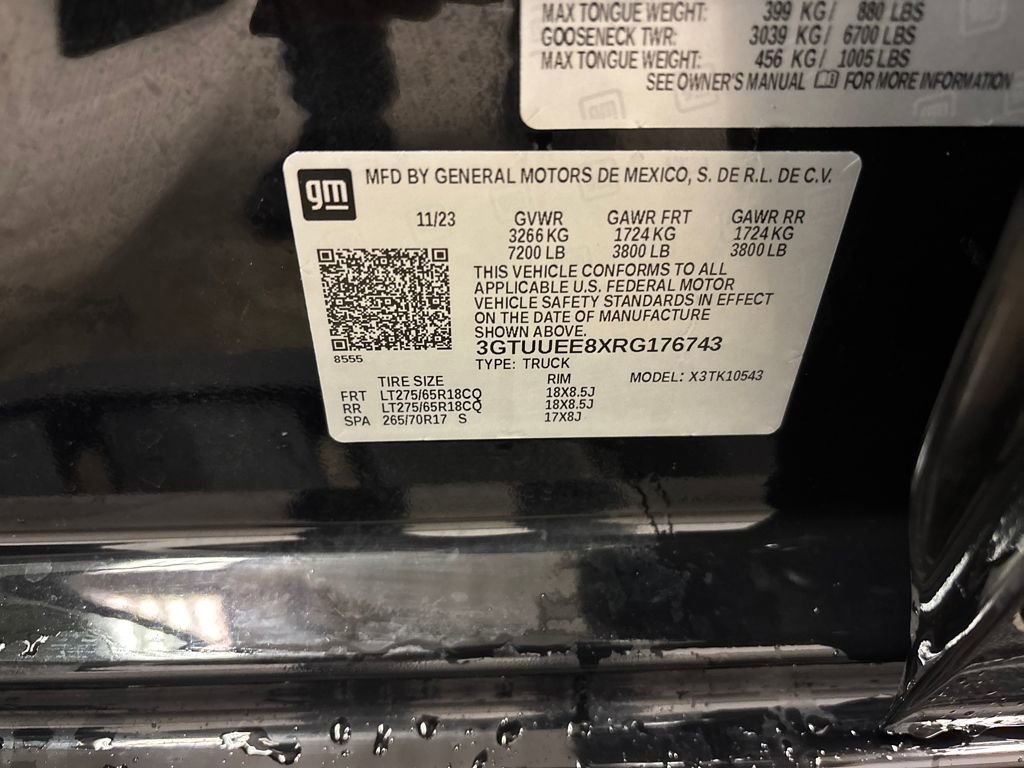 MAX TONGUE WEIGHT: 399 KG/ 880 LBS
GOOSENECK TWR: 3039 KG/ 6700 LBS
MAX TONGUE WEIGHT: 456 KG/ 1005 LBS
SEE OWNER'S MANUAL FOR MORE INFORMATION
gm
MFD BY GENERAL MOTORS DE MEXICO, S. DE R.L. DE C.V.
11/23 GVWR GAWR FRT GAWR RR
3266 KG 1724 KG 1724 KG
7200 LB 3800 LB 3800 LB
THIS VEHICLE CONFORMS TO ALL
APPLICABLE U.S. FEDERAL MOTOR
VEHICLE SAFETY STANDARDS IN EFFECT
ON THE DATE OF MANUFACTURE
SHOWN ABOVE.
3GTUUEE8XRG176743
8555
TYPE: TRUCK
MODEL: X3TK10543
TIRE SIZE RIM
FRT LT275/65R18CQ 18X8.5J
RR LT275/65R18CQ 18X8.5J
SPA 265/70R17 S 17X8J